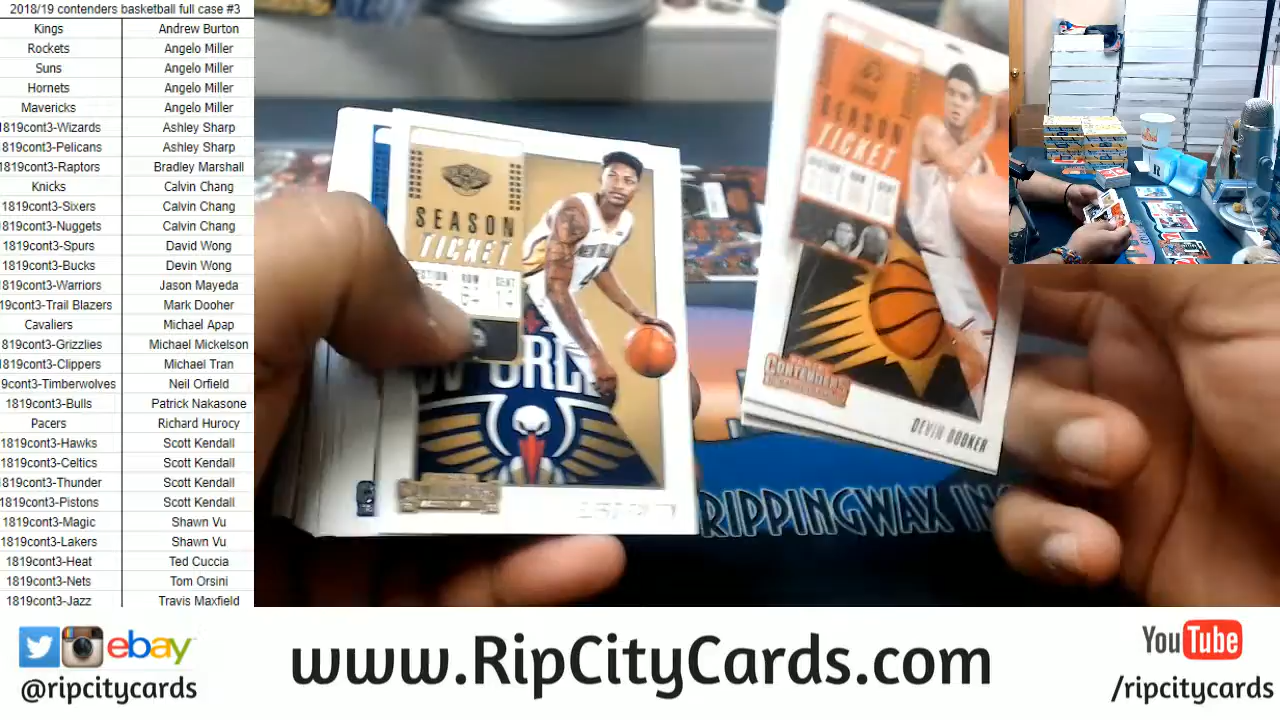 2018/19 contenders basketball full case #3
Kings Andrew Burton
Rockets Angelo Miller
Suns Angelo Miller
Hornets Angelo Miller
Mavericks Angelo Miller
1819cont3-Wizards Ashley Sharp
1819cont3-Pelicans Ashley Sharp
1819cont3-Raptors Bradley Marshall
Knicks Calvin Chang
1819cont3-Sixers Calvin Chang
1819cont3-Nuggets Calvin Chang
1819cont3-Spurs David Wong
1819cont3-Bucks Devin Wong
1819cont3-Warriors Jason Mayeda
19cont3-Trail Blazers Mark Dooher
Cavaliers Michael Apap
819cont3-Grizzlies Michael Mickelson
1819cont3-Clippers Michael Tran
9cont3-Timberwolves Neil Orfield
1819cont3-Bulls Patrick Nakasone
Pacers Richard Hurocy
1819cont3-Hawks Scott Kendall
1819cont3-Celtics Scott Kendall
1819cont3-Thunder Scott Kendall
1819cont3-Pistons Scott Kendall
1819cont3-Magic Shawn Vu
1819cont3-Lakers Shawn Vu
1819cont3-Heat Ted Cuccia
1819cont3-Nets Tom Orsini
1819cont3-Jazz Travis Maxfield
SEASON
TICKET
ROW
SEASON
TICKET
CONTENDERS
DEVIN BOOKER
RIPPINGWAX
ebay
@ripcitycards
www.RipCityCards.com
YouTube
/ripcitycards